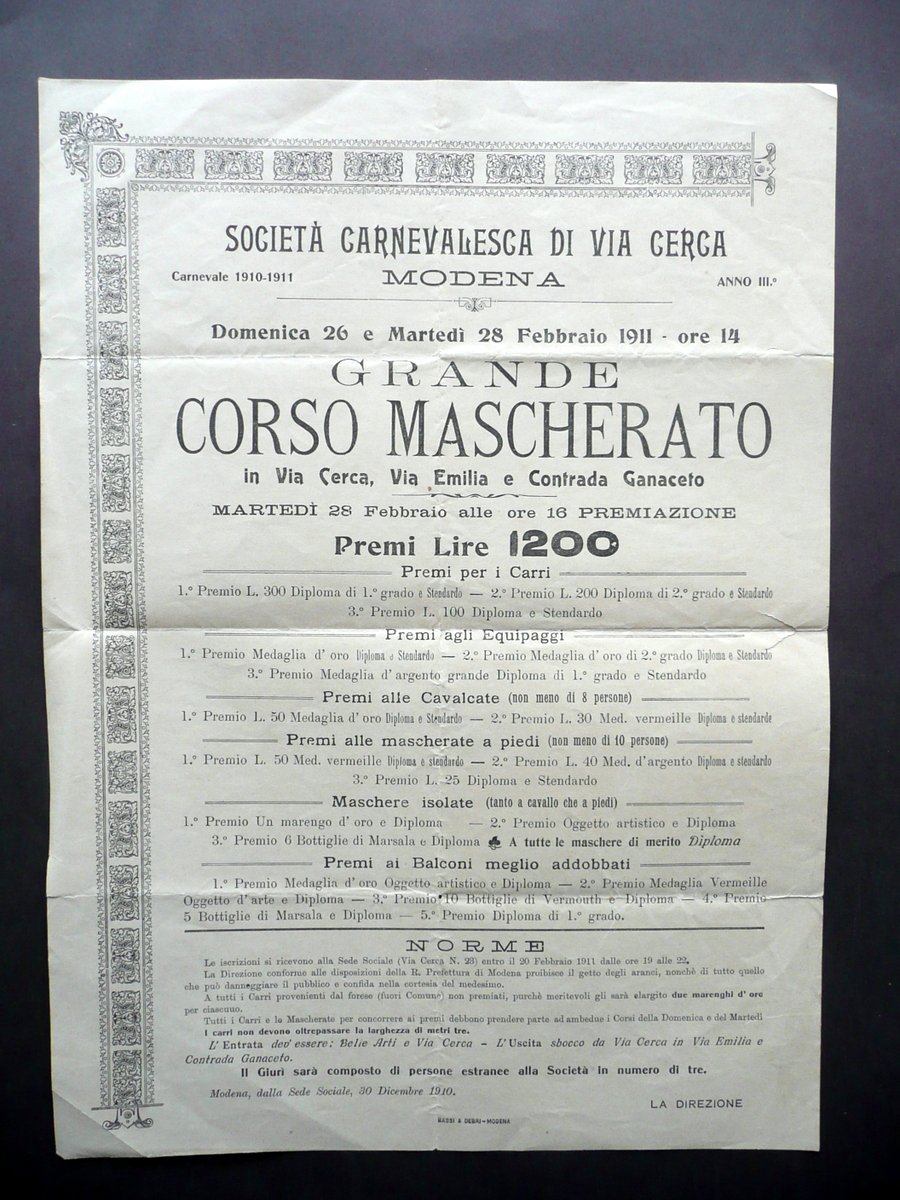 SOCIETÀ CARNEVALESCA DI VIA CERCA
Carnevale 1910-1911 MODENA ANNO III.º
Domenica 26 e Martedì 28 Febbraio 1911 - ore 14
GRANDE
CORSO MASCHERATO
in Via Cerca, Via Emilia e Contrada Ganaceto
MARTEDÌ 28 Febbraio alle ore 16 PREMIAZIONE
Premi Lire 1200
Premi per i Carri
1.º Premio L. 300 Diploma di 1.º grado e Stendardo — 2.º Premio L. 200 Diploma di 2.º grado e Stendardo
3.º Premio L. 100 Diploma e Stendardo
Premi agli Equipaggi
1.º Premio Medaglia d' oro Diploma e Stendardo — 2.º Premio Medaglia d' oro di 2.º grado Diploma e Stendardo
3.º Premio Medaglia d' argento grande Diploma di 1.º grado e Stendardo
Premi alle Cavalcate (non meno di 8 persone)
1.º Premio L. 50 Medaglia d' oro Diploma e Stendardo — 2.º Premio L. 30 Med. vermeille Diploma e stendarde
Premi alle mascherate a piedi (non meno di 10 persone)
1.º Premio L. 50 Med. vermeille Diploma e stendardo — 2.º Premio L. 40 Med. d'argento Diploma e stendardo
3.º Premio L. 25 Diploma e Stendardo
Maschere isolate (tanto a cavallo che a piedi)
1.º Premio Un marengo d' oro e Diploma — 2.º Premio Oggetto artistico e Diploma
3.º Premio 6 Bottiglie di Marsala e Diploma A tutte le maschere di merito Diploma
Premi ai Balconi meglio addobbati
1.º Premio Medaglia d' oro Oggetto artistico e Diploma — 2.º Premio Medaglia Vermeille
Oggetto d'arte e Diploma — 3.º Premio 10 Bottiglie di Vermouth e Diploma — 4.º Premio
5 Bottiglie di Marsala e Diploma — 5.º Premio Diploma di 1.º grado.
NORME
Le iscrizioni si ricevono alla Sede Sociale (Via Cerca N. 23) entro il 20 Febbraio 1911 dalle ore 19 alle 22.
La Direzione conforme alle disposizioni della R. Prefettura di Modena proibisce il getto degli aranci, nonchè di tutto quello
che può danneggiare il pubblico e confida nella cortesia del medesimo.
A tutti i Carri provenienti dal forese (fuori Comune) non premiati, purchè meritevoli gli sarà elargito due marenghi d' oro
per ciascuno.
Tutti i Carri e le Mascherate per concorrere ai premi debbono prendere parte ad ambedue i Corsi della Domenica e del Martedì
I carri non devono oltrepassare la larghezza di metri tre.
L' Entrata dev' essere: Belle Arti e Via Cerca - L' Uscita sbocco da Via Cerca in Via Emilia e
Contrada Ganaceto.
Il Giurì sarà composto di persone estranee alla Società in numero di tre.
Modena, dalla Sede Sociale, 30 Dicembre 1910.
LA DIREZIONE
BASSI & DEBRI - MODENA